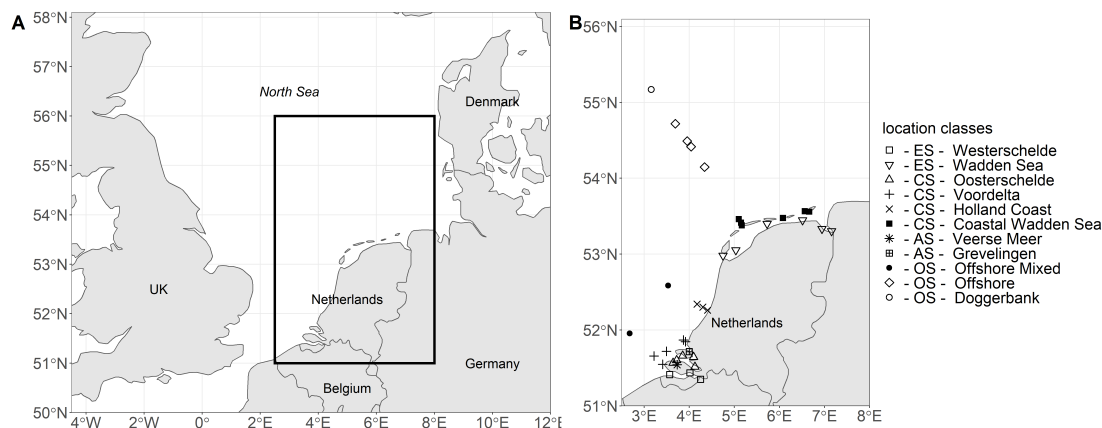 A
58°N
57°N
56°N
55°N
54°N
53°N
52°N
51°N
50°N
4°W 2°W 0° 2°E 4°E 6°E 8°E 10°E 12°E
North Sea
Denmark
UK
Netherlands
Germany
Belgium
B
56°N
55°N
54°N
53°N
52°N
51°N
3°E 4°E 5°E 6°E 7°E 8°E
Netherlands
location classes
- ES - Westerschelde
- ES - Wadden Sea
- CS - Oosterschelde
- CS - Voordelta
- CS - Holland Coast
- CS - Coastal Wadden Sea
- AS - Veerse Meer
- AS - Grevelingen
- OS - Offshore Mixed
- OS - Offshore
- OS - Doggerbank